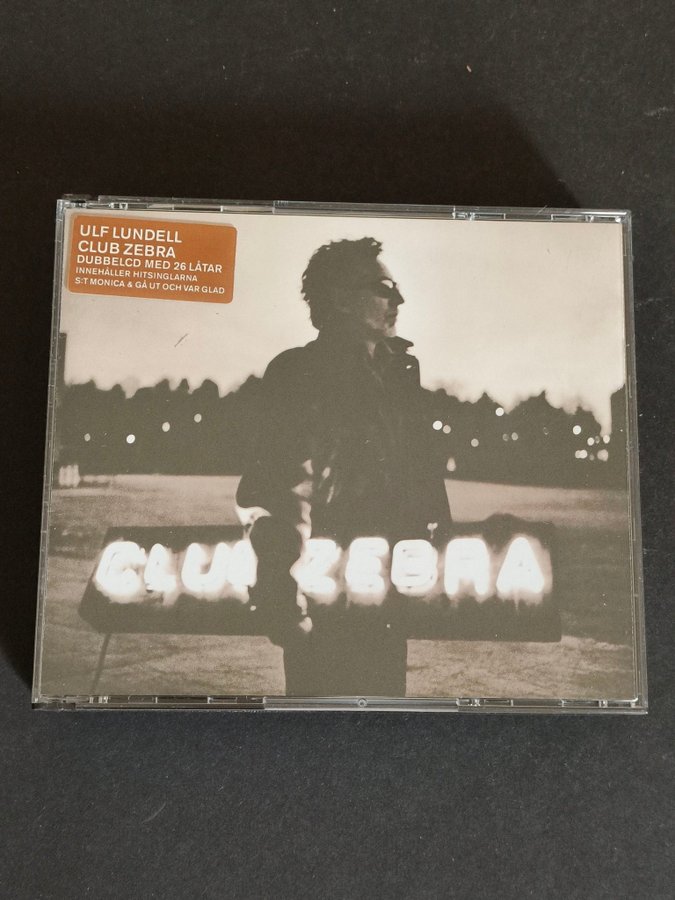 ULF LUNDELL
CLUB ZEBRA
DUBBELCD MED 26 LÅTAR
INNEHÅLLER HITSINGLARNA
S:T MONICA & GÅ UT OCH VAR GLAD
CLUB ZEBRA